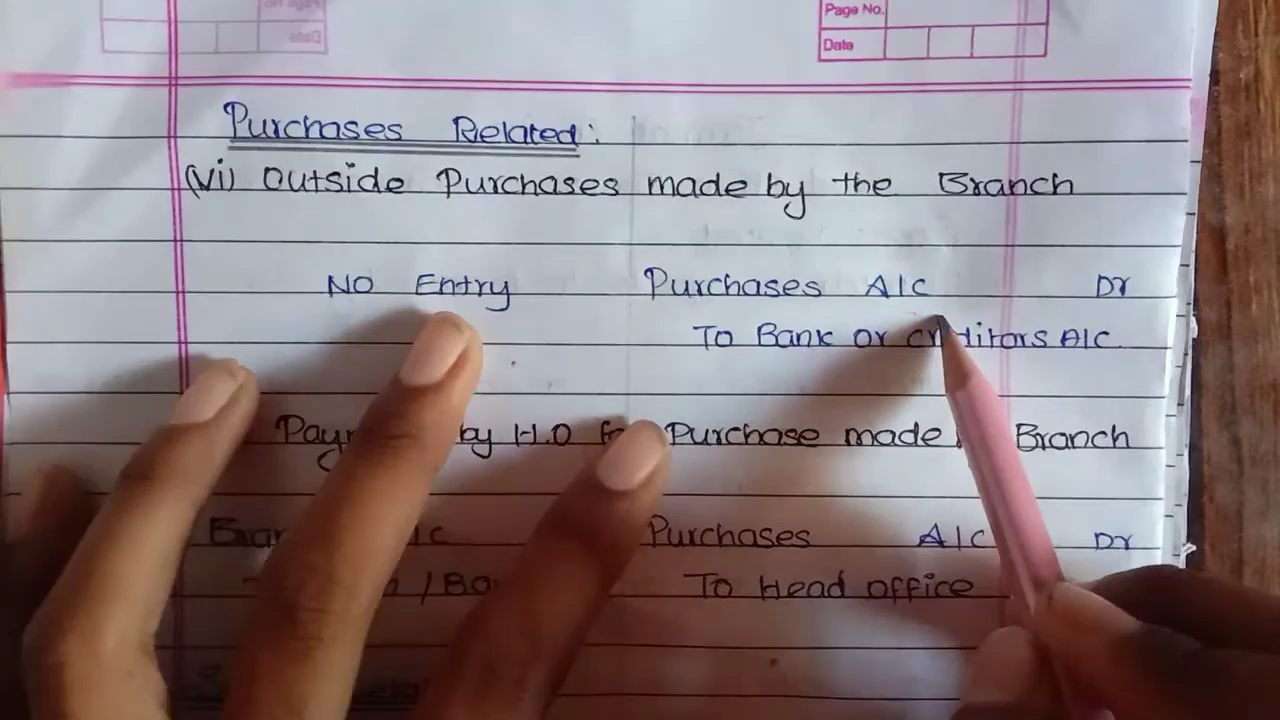 Page No.
Date
Purchases Related:
(vi) Outside Purchases made by the Branch
No Entry Purchases A/c Dr
To Bank or creditors A/c
by H.O Purchase made Branch
Purchases A/c Dr
To Head office